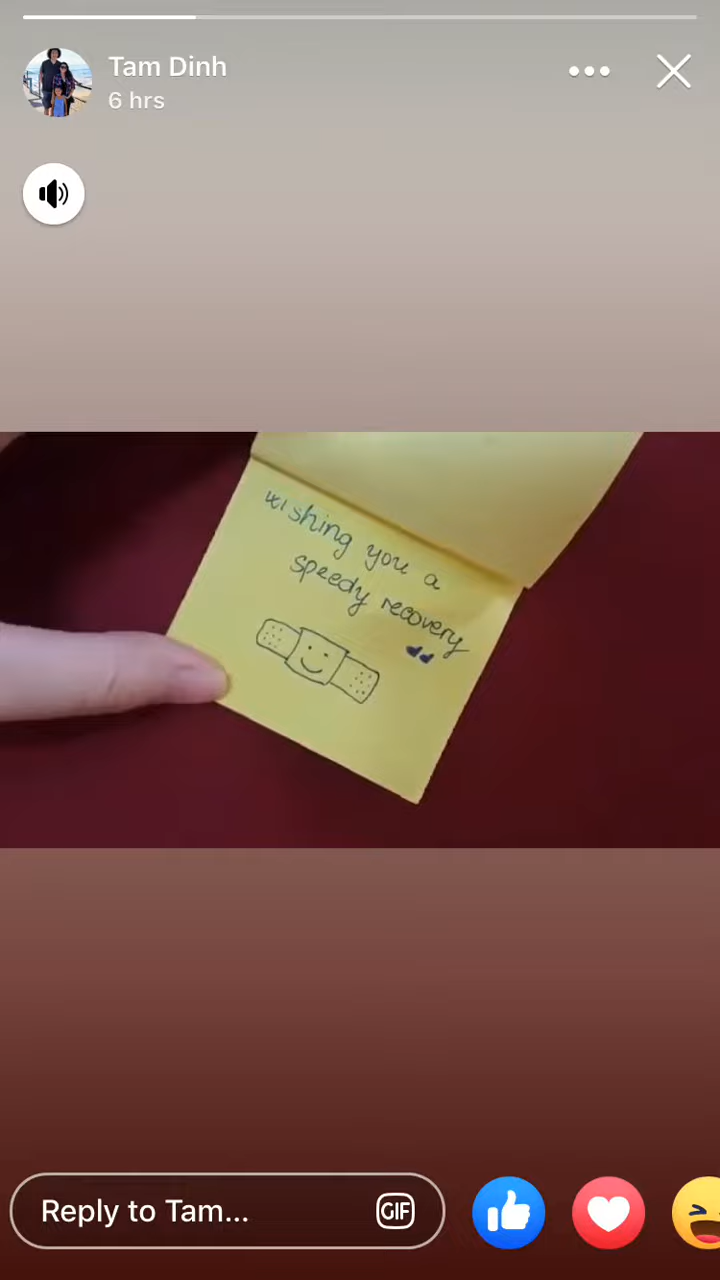 Tam Dinh
6 hrs
wishing you a
speedy recovery
Reply to Tam...
GIF